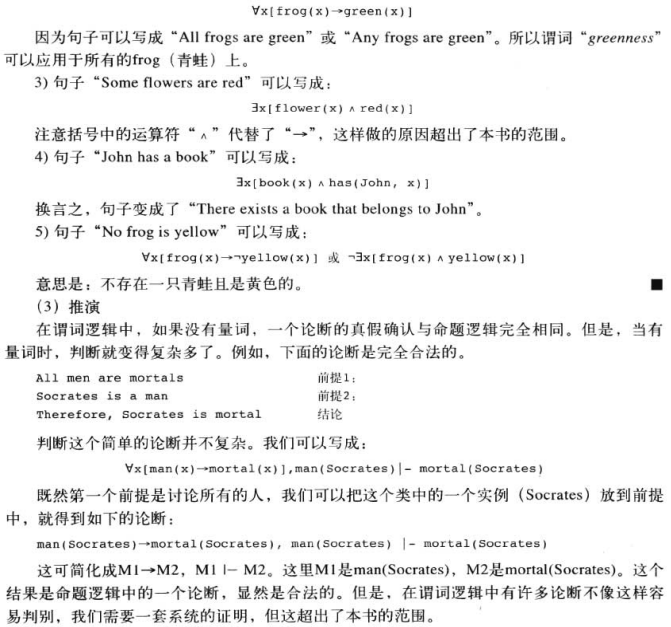 ∀x[frog(x)→green(x)]
因为句子可以写成“All frogs are green”或“Any frogs are green”。所以谓词“greenness”
可以应用于所有的frog（青蛙）上。
3) 句子“Some flowers are red”可以写成：
∃x[flower(x)∧red(x)]
注意括号中的运算符“∧”代替了“→”，这样做的原因超出了本书的范围。
4) 句子“John has a book”可以写成：
∃x[book(x)∧has(John, x)]
换言之，句子变成了“There exists a book that belongs to John”。
5) 句子“No frog is yellow”可以写成：
∀x[frog(x)→¬yellow(x)] 或 ¬∃x[frog(x)∧yellow(x)]
意思是：不存在一只青蛙且是黄色的。 ■
（3）推演
在谓词逻辑中，如果没有量词，一个论断的真假确认与命题逻辑完全相同。但是，当有
量词时，判断就变得复杂多了。例如，下面的论断是完全合法的。
All men are mortals 前提1；
Socrates is a man 前提2；
Therefore, Socrates is mortal 结论
判断这个简单的论断并不复杂。我们可以写成：
∀x[man(x)→mortal(x)],man(Socrates)|- mortal(Socrates)
既然第一个前提是讨论所有的人，我们可以把这个类中的一个实例（Socrates）放到前提
中，就得到如下的论断：
man(Socrates)→mortal(Socrates), man(Socrates) |- mortal(Socrates)
这可简化成M1→M2，M1 |- M2。这里M1是man(Socrates)，M2是mortal(Socrates)。这个
结果是命题逻辑中的一个论断，显然是合法的。但是，在谓词逻辑中有许多论断不像这样容
易判别，我们需要一套系统的证明，但这超出了本书的范围。